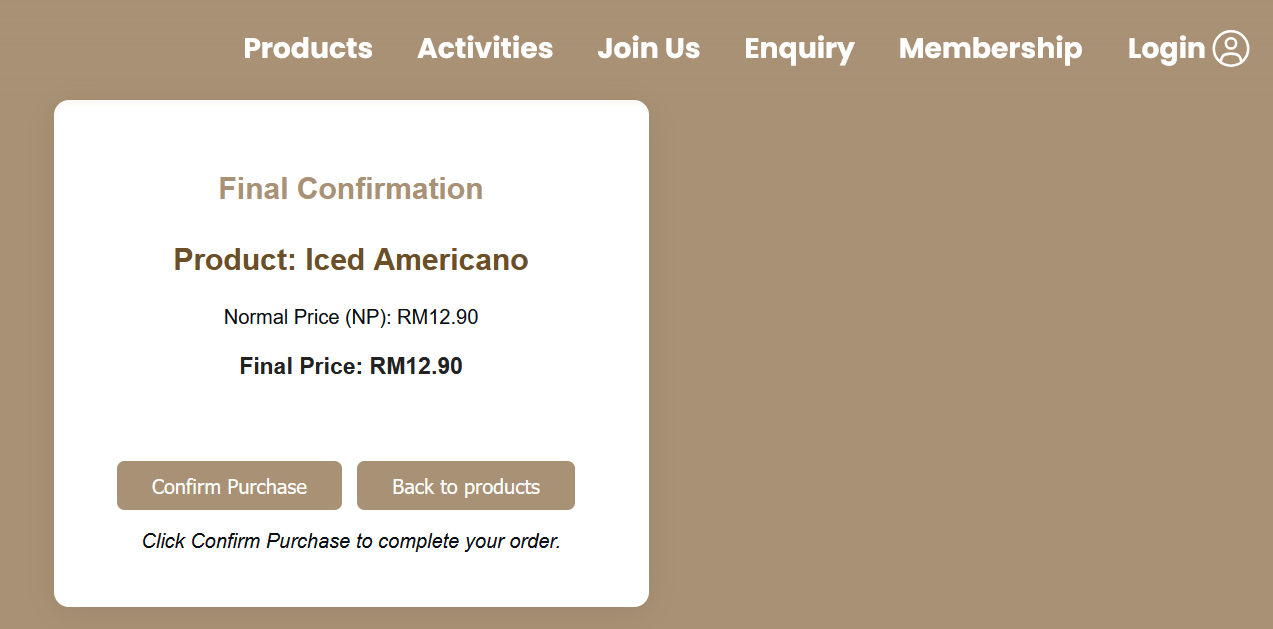 Products Activities Join Us Enquiry Membership Login
Final Confirmation
Product: Iced Americano
Normal Price (NP): RM12.90
Final Price: RM12.90
Confirm Purchase Back to products
Click Confirm Purchase to complete your order.